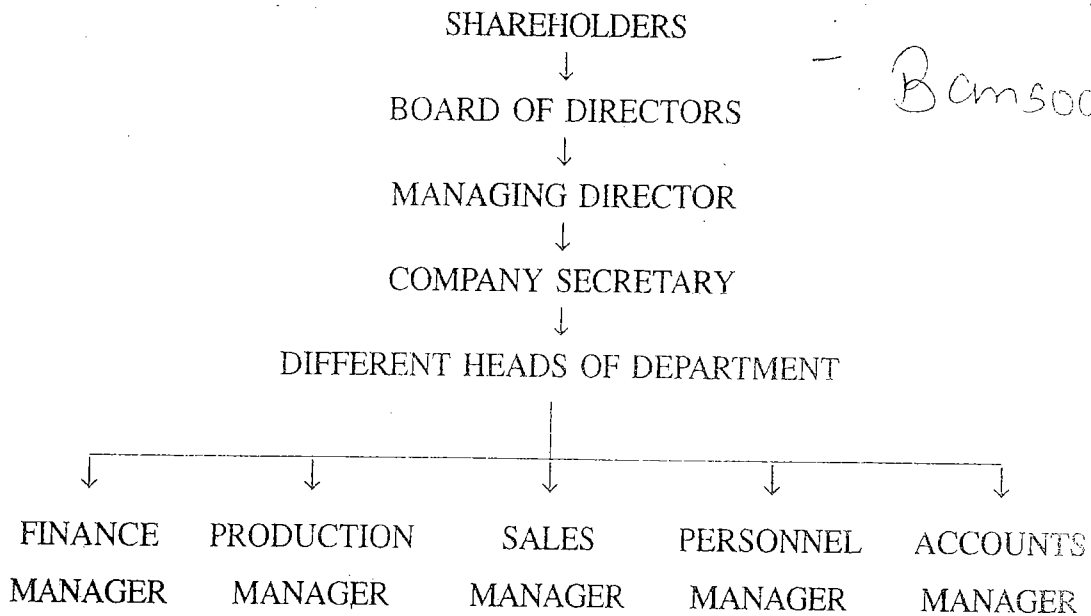 SHAREHOLDERS
BOARD OF DIRECTORS
MANAGING DIRECTOR
COMPANY SECRETARY
DIFFERENT HEADS OF DEPARTMENT
FINANCE PRODUCTION SALES PERSONNEL ACCOUNTS
MANAGER MANAGER MANAGER MANAGER MANAGER